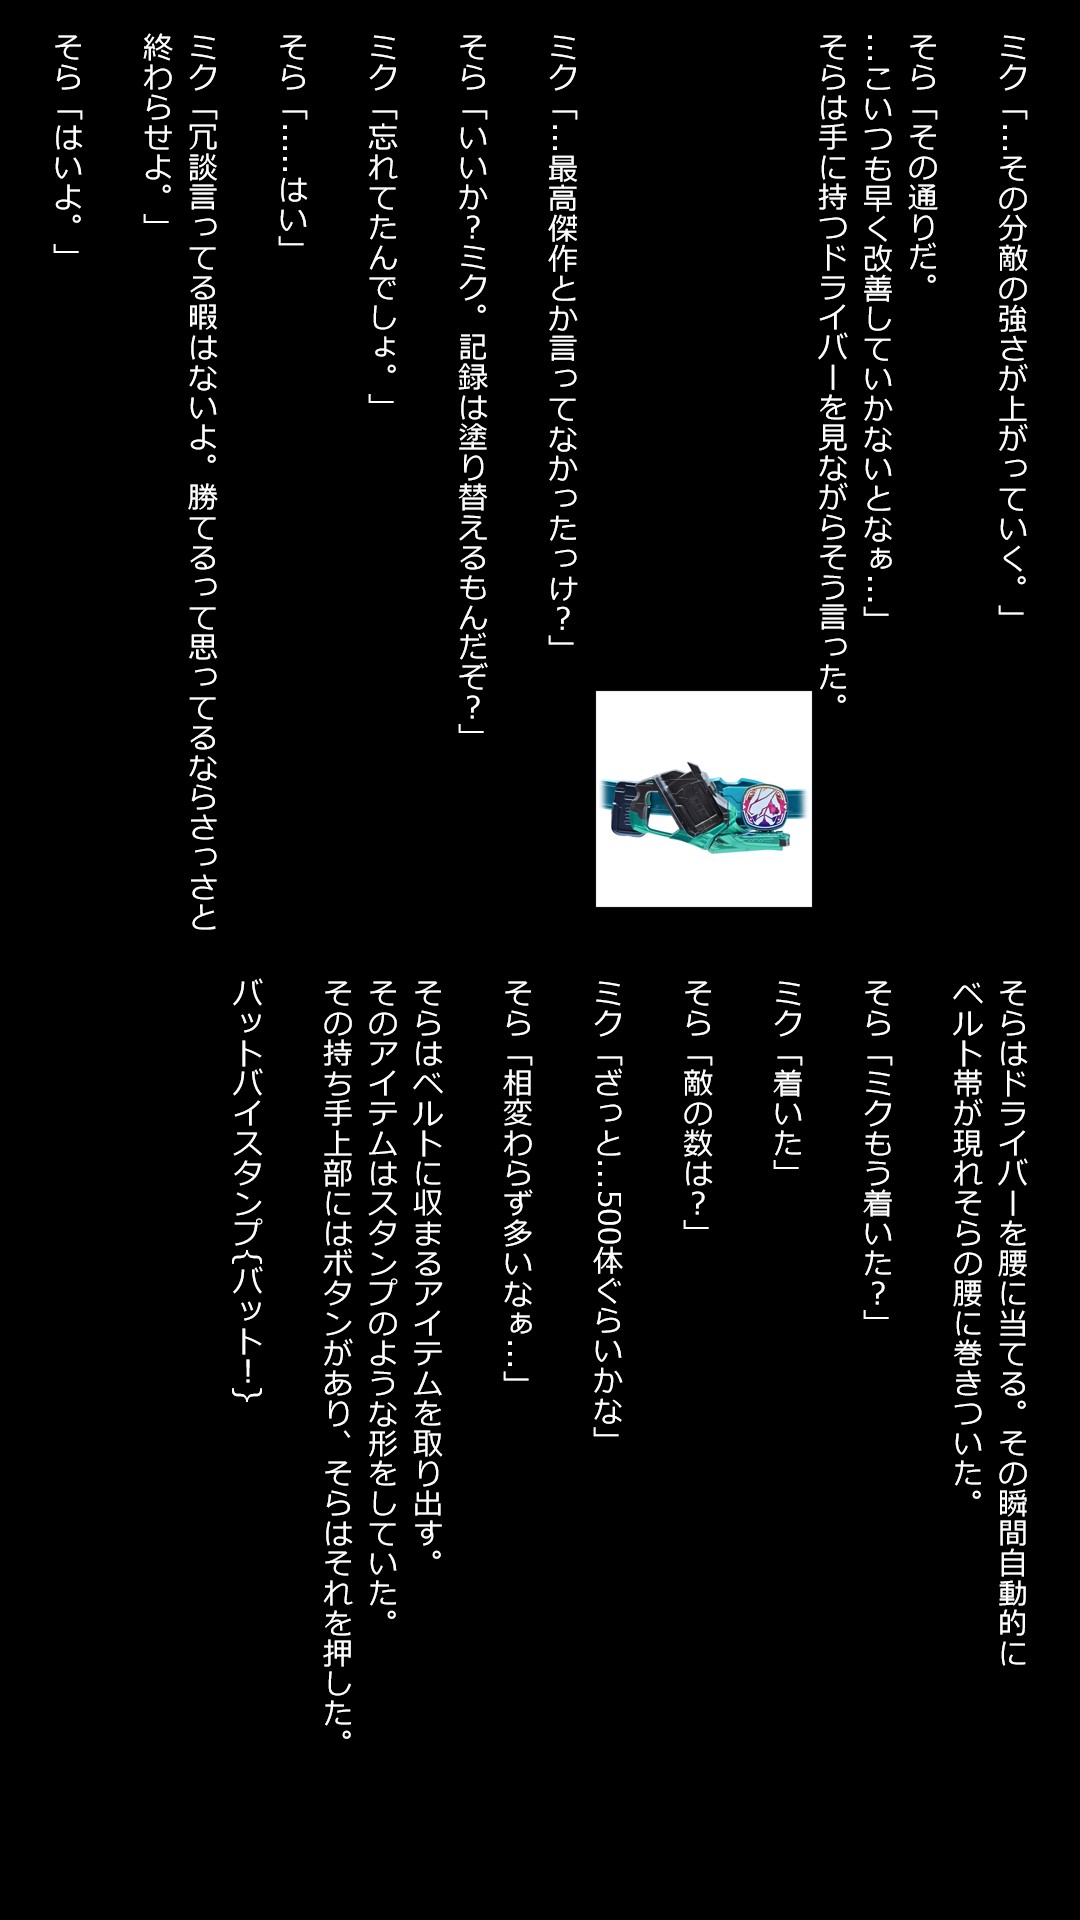 ミク「…その分敵の強さが上がっていく。」
そら「その通りだ。
…こいつも早く改善していかないとなぁ…」
そらは手に持つドライバーを見ながらそう言った。
ミク「…最高傑作とか言ってなかったっけ？」
そら「いいか？ミク。記録は塗り替えるもんだぞ？」
ミク「忘れてたんでしょ。」
そら「……はい」
ミク「冗談言ってる暇はないよ。勝てるって思ってるならさっさと
終わらせよ。」
そら「はいよ。」
そらはドライバーを腰に当てる。その瞬間自動的に
ベルト帯が現れそらの腰に巻きついた。
そら「ミクもう着いた？」
ミク「着いた」
そら「敵の数は？」
ミク「ざっと…500体ぐらいかな」
そら「相変わらず多いなぁ…」
そらはベルトに収まるアイテムを取り出す。
そのアイテムはスタンプのような形をしていた。
その持ち手上部にはボタンがあり、そらはそれを押した。
バットバイスタンプ{バット！}